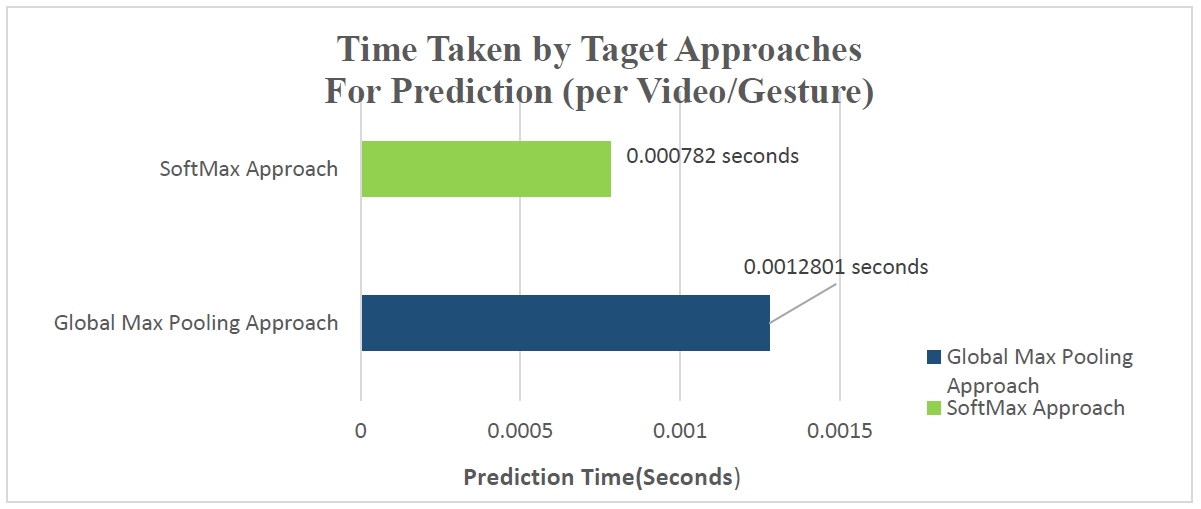 Time Taken by Taget Approaches
For Prediction (per Video/Gesture)
SoftMax Approach
0.000782 seconds
0.0012801 seconds
Global Max Pooling Approach
Global Max Pooling
Approach
SoftMax Approach
0 0.0005 0.001 0.0015
Prediction Time(Seconds)